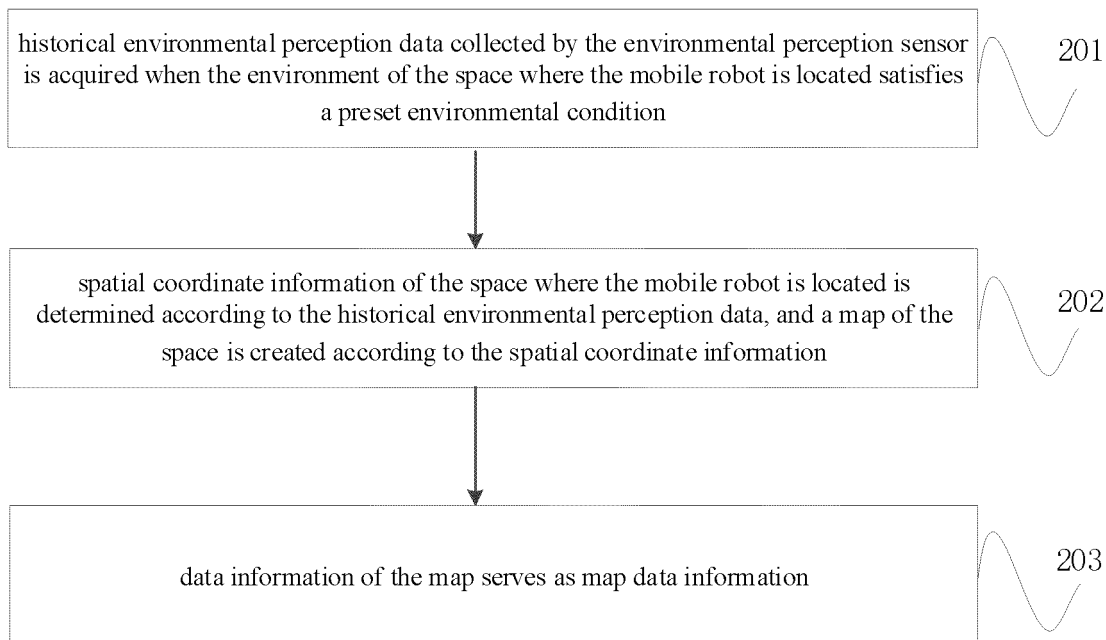 historical environmental perception data collected by the environmental perception sensor
is acquired when the environment of the space where the mobile robot is located satisfies
a preset environmental condition
201
spatial coordinate information of the space where the mobile robot is located is
determined according to the historical environmental perception data, and a map of the
space is created according to the spatial coordinate information
202
data information of the map serves as map data information
203